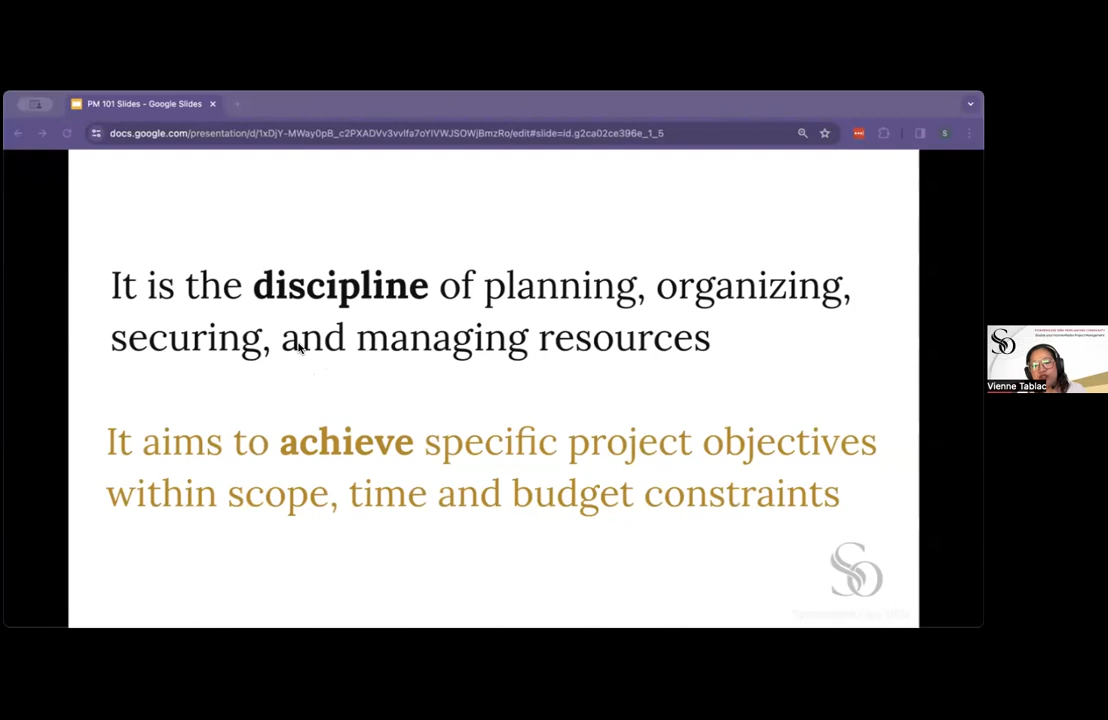 PM 101 Slides - Google Slides
docs.google.com/presentation/d/1xDjY-MWay0pB_c2PXADVv3vvlfa7oYIVWJSOWjBmzRo/edit#slide=id.g2ca02ce396e_1_5
It is the discipline of planning, organizing,
securing, and managing resources
It aims to achieve specific project objectives
within scope, time and budget constraints
SO
SO
Vienne Tablac